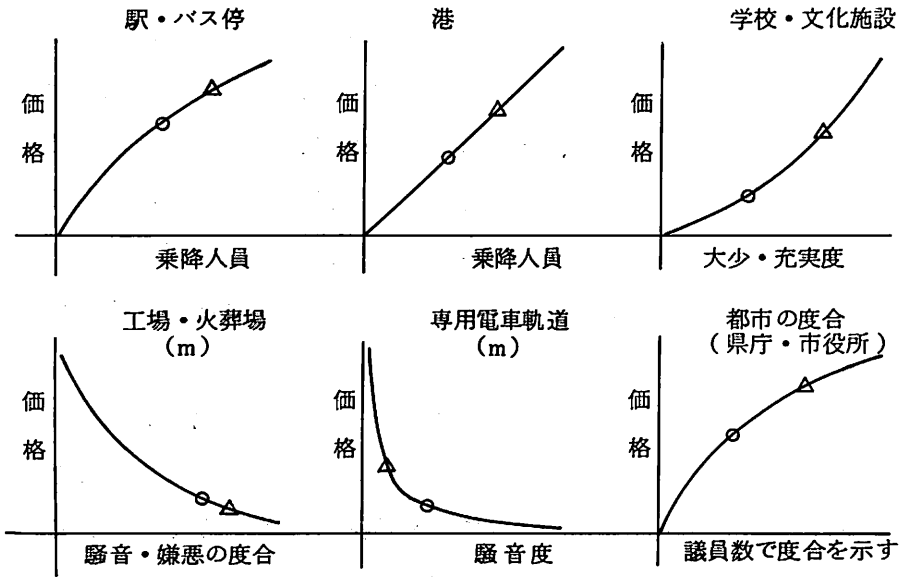 駅・バス停
価格
乗降人員
港
価格
乗降人員
学校・文化施設
価格
大少・充実度
工場・火葬場
(m)
価格
騒音・嫌悪の度合
専用電車軌道
(m)
価格
騒音度
都市の度合
(県庁・市役所)
価格
議員数で度合を示す